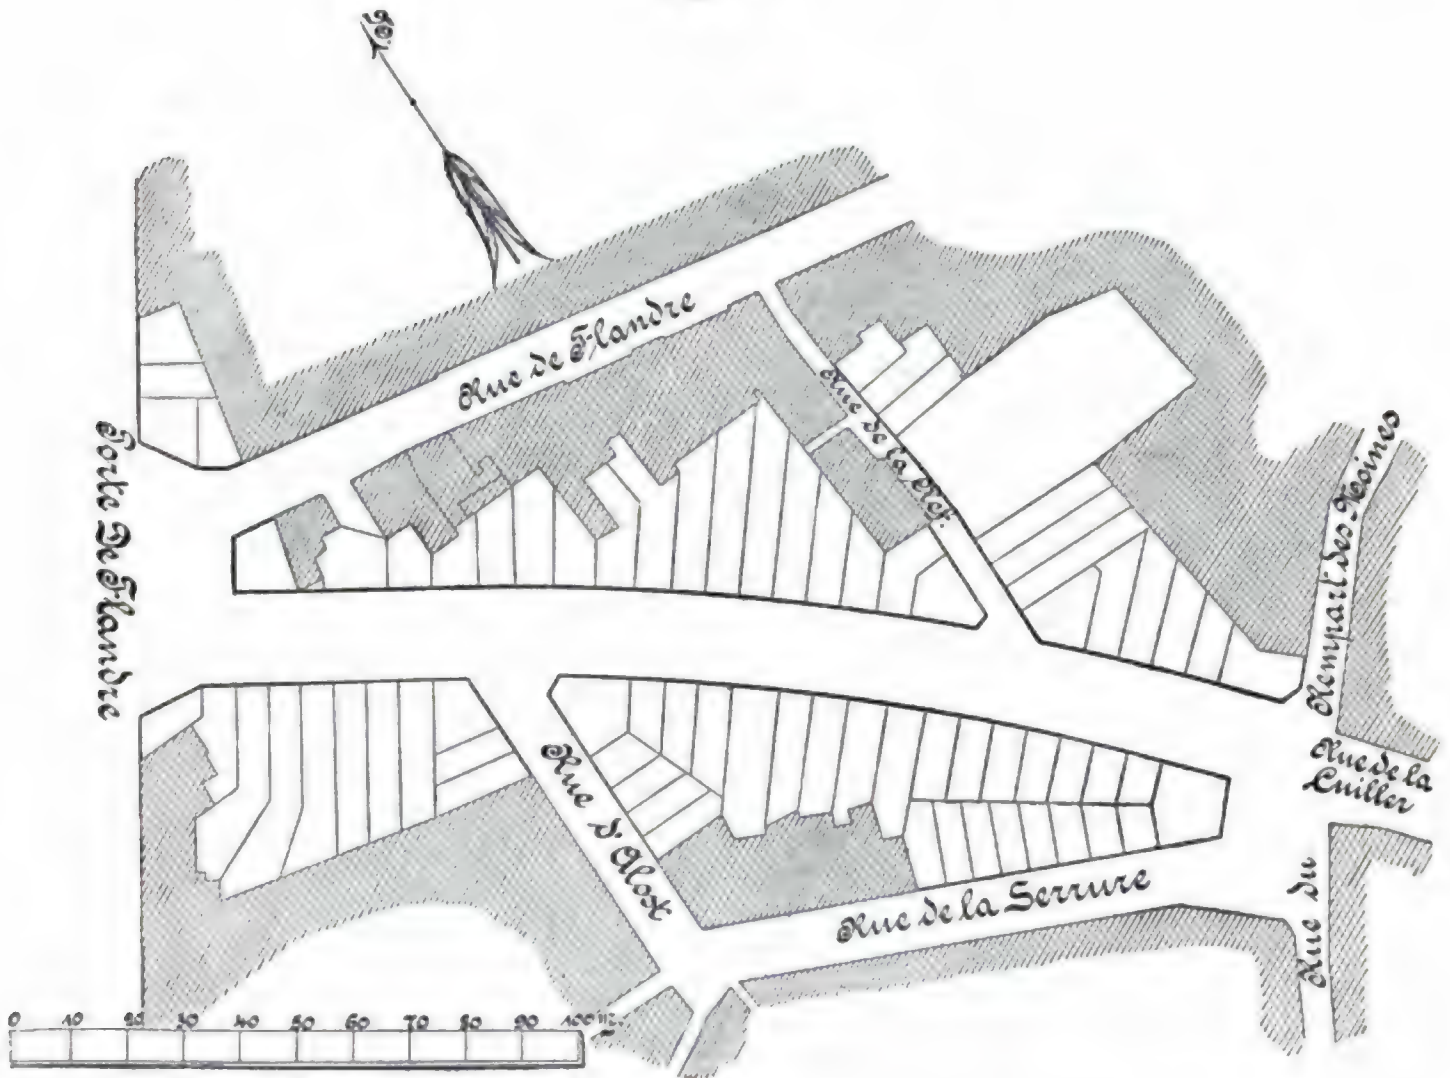 Rue de Flandre
Rue de la Clef.
Porte De Flandre
Rempart des Moines
Rue de la
Cuiller
Rue d'Alost
Rue de la Serrure
Rue du
0 10 20 30 40 50 60 70 80 90 100 m.